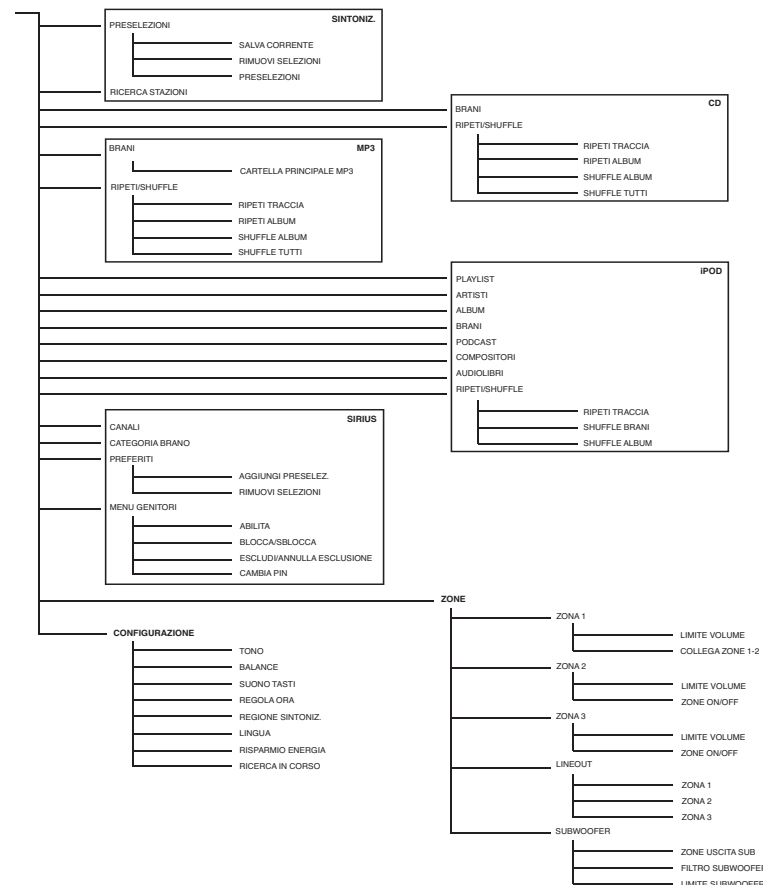 SINTONIZ.
PRESELEZIONI
SALVA CORRENTE
RIMUOVI SELEZIONI
PRESELEZIONI
RICERCA STAZIONI
CD
BRANI
RIPETI/SHUFFLE
RIPETI TRACCIA
RIPETI ALBUM
SHUFFLE ALBUM
SHUFFLE TUTTI
MP3
BRANI
CARTELLA PRINCIPALE MP3
RIPETI/SHUFFLE
RIPETI TRACCIA
RIPETI ALBUM
SHUFFLE ALBUM
SHUFFLE TUTTI
iPOD
PLAYLIST
ARTISTI
ALBUM
BRANI
PODCAST
COMPOSITORI
AUDIOLIBRI
RIPETI/SHUFFLE
RIPETI TRACCIA
SHUFFLE BRANI
SHUFFLE ALBUM
SIRIUS
CANALI
CATEGORIA BRANO
PREFERITI
AGGIUNGI PRESELEZ.
RIMUOVI SELEZIONI
MENU GENITORI
ABILITA
BLOCCA/SBLOCCA
ESCLUDI/ANNULLA ESCLUSIONE
CAMBIA PIN
ZONE
ZONA 1
LIMITE VOLUME
COLLEGA ZONE 1-2
ZONA 2
LIMITE VOLUME
ZONE ON/OFF
ZONA 3
LIMITE VOLUME
ZONE ON/OFF
LINEOUT
ZONA 1
ZONA 2
ZONA 3
SUBWOOFER
ZONE USCITA SUB
FILTRO SUBWOOFER
LIMITE SUBWOOFER
CONFIGURAZIONE
TONO
BALANCE
SUONO TASTI
REGOLA ORA
REGIONE SINTONIZ.
LINGUA
RISPARMIO ENERGIA
RICERCA IN CORSO